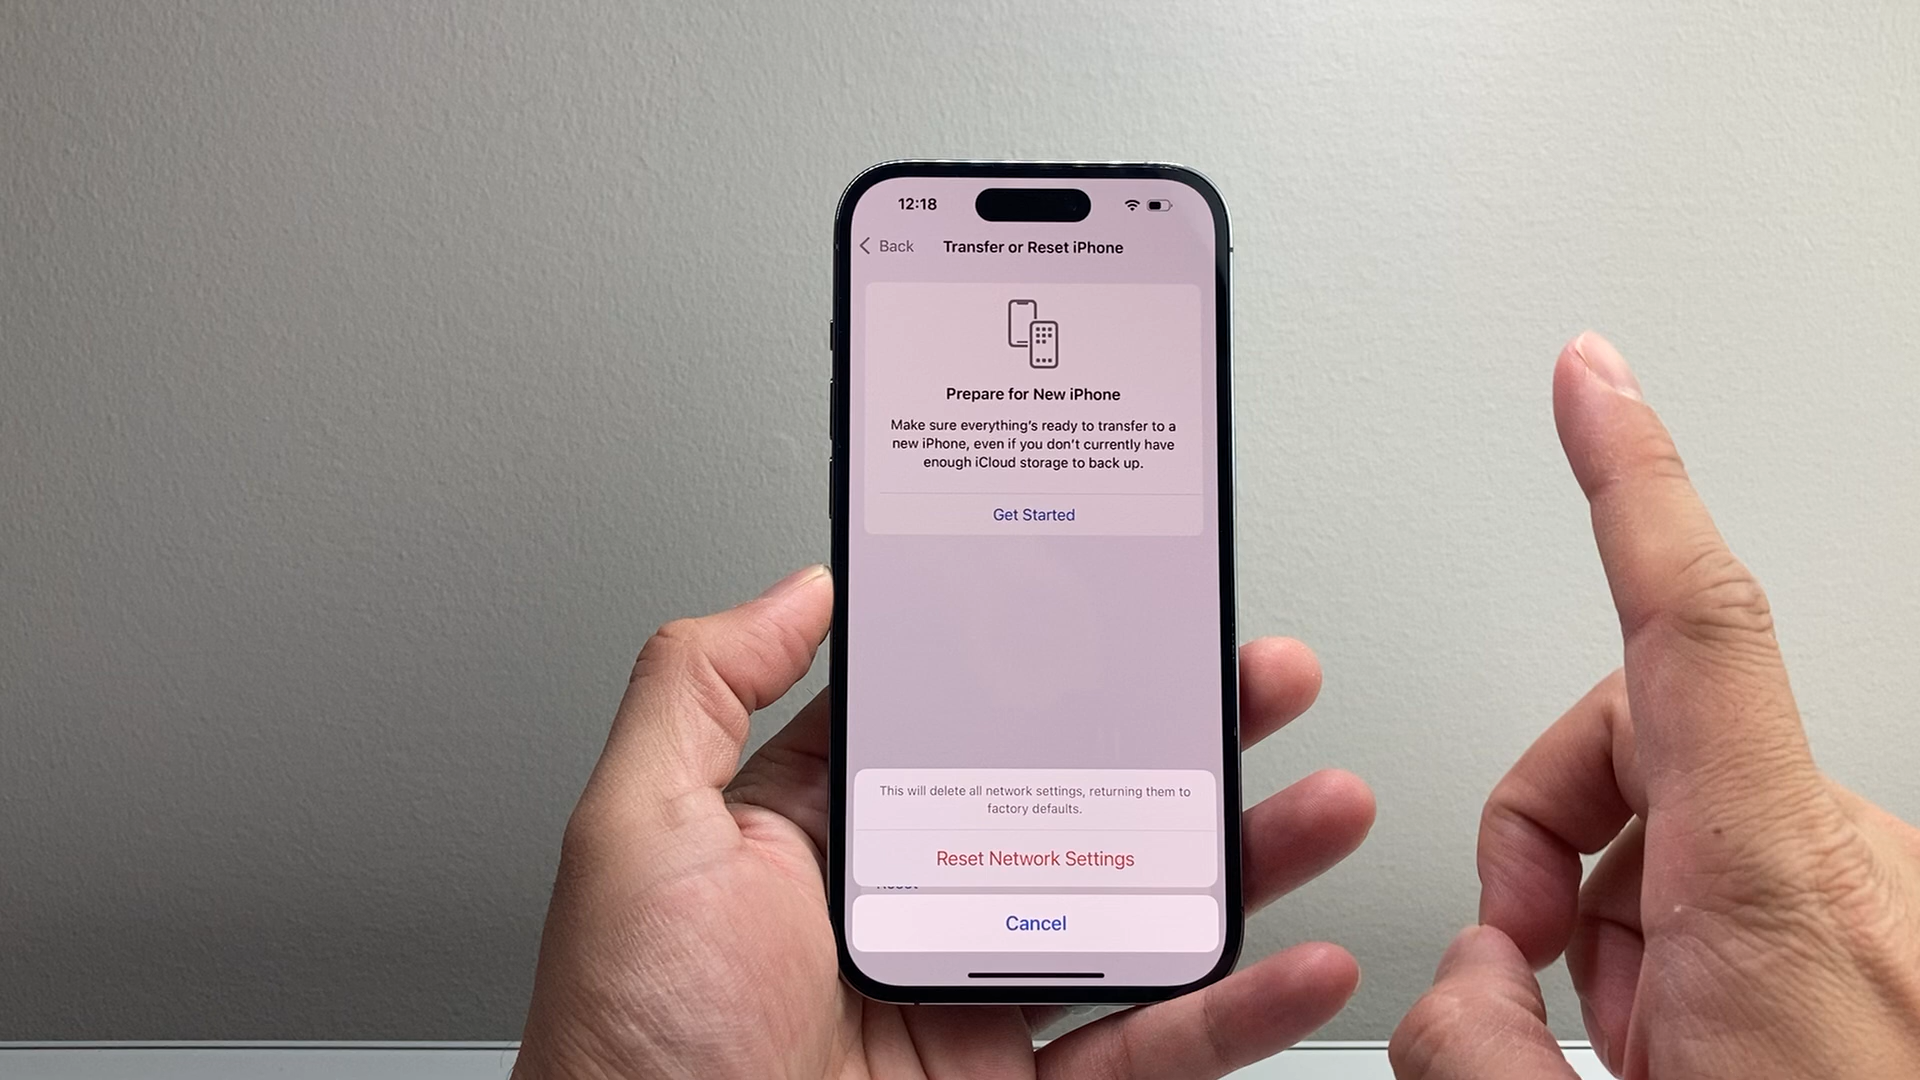 12:18
Back
Transfer or Reset iPhone
Prepare for New iPhone
Make sure everything's ready to transfer to a
new iPhone, even if you don't currently have
enough iCloud storage to back up.
Get Started
This will delete all network settings, returning them to
factory defaults.
Reset Network Settings
Reset
Cancel